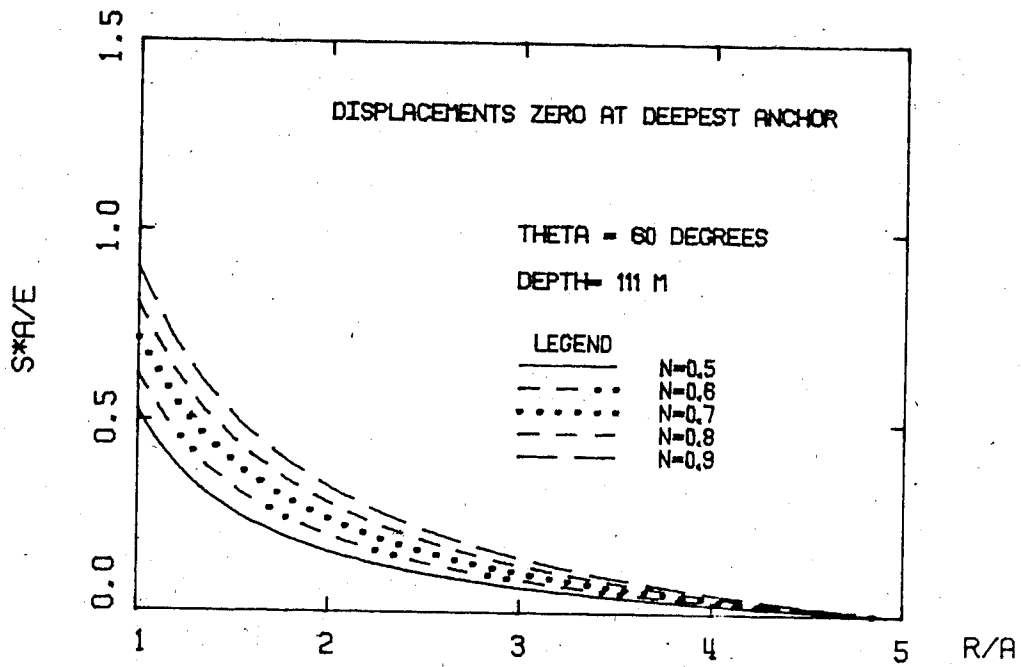 1.5
DISPLACEMENTS ZERO AT DEEPEST ANCHOR
1.0
THETA = 60 DEGREES
DEPTH= 111 M
S*A/E
LEGEND
N=0.5
N=0.6
N=0.7
N=0.8
N=0.9
0.5
0.0
1 2 3 4 5 R/A